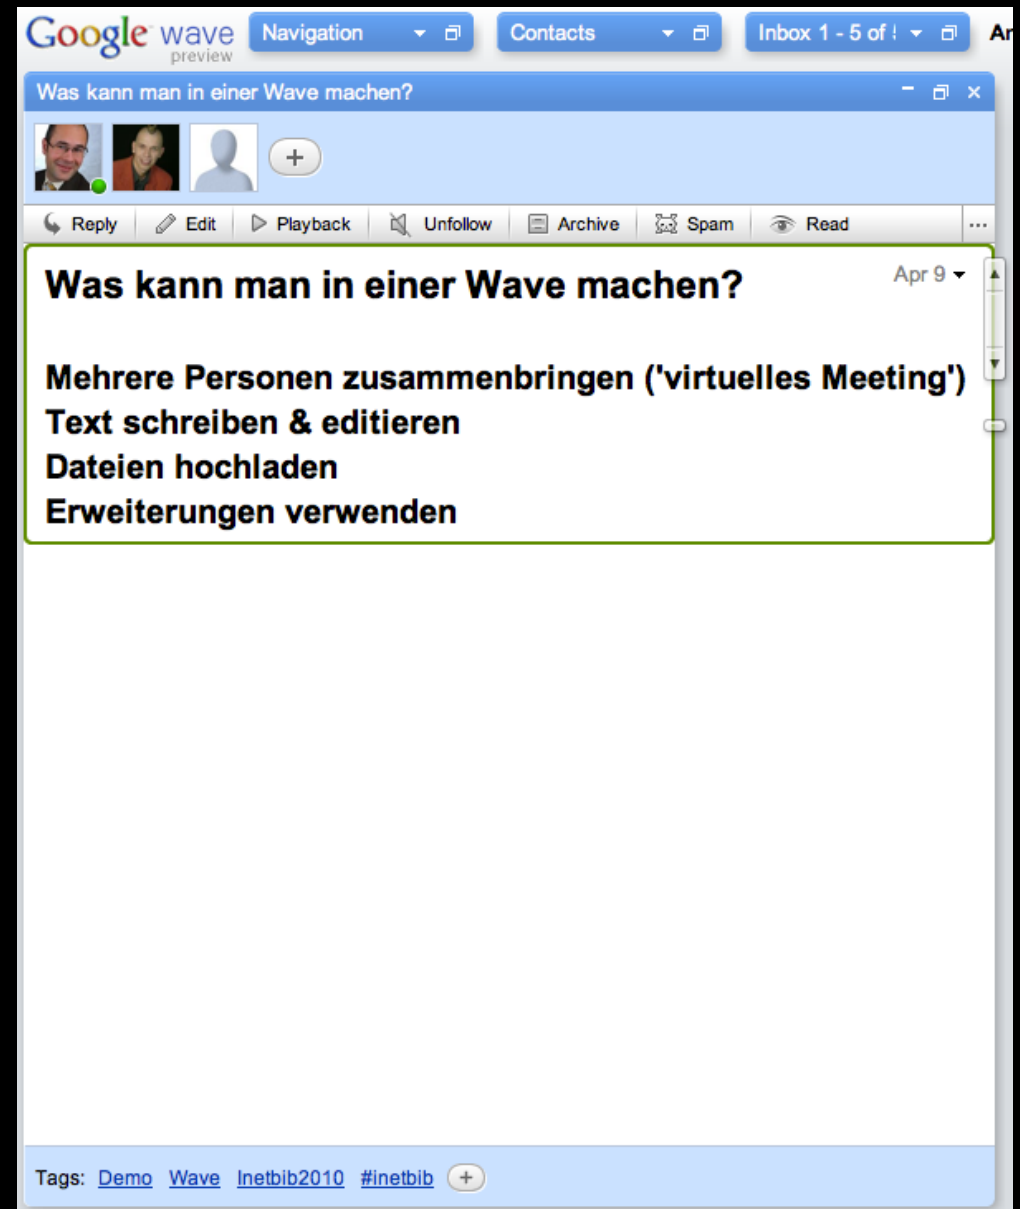 Google wave Navigation Contacts Inbox 1 - 5 of
preview
Was kann man in einer Wave machen?
Reply Edit Playback Unfollow Archive Spam Read ...
Was kann man in einer Wave machen? Apr 9
Mehrere Personen zusammenbringen ('virtuelles Meeting')
Text schreiben & editieren
Dateien hochladen
Erweiterungen verwenden
Tags: Demo Wave Inetbib2010 #inetbib